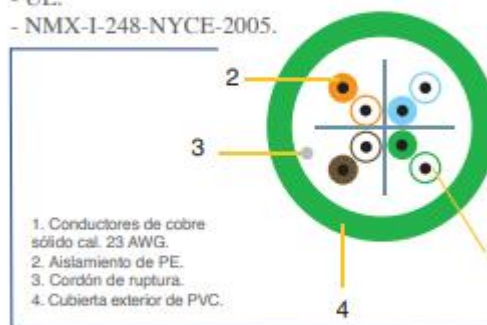 - UL.
- NMX-I-248-NYCE-2005.
2
3
1. Conductores de cobre
sólido cal. 23 AWG.
2. Aislamiento de PE.
3. Cordón de ruptura.
4. Cubierta exterior de PVC.
4